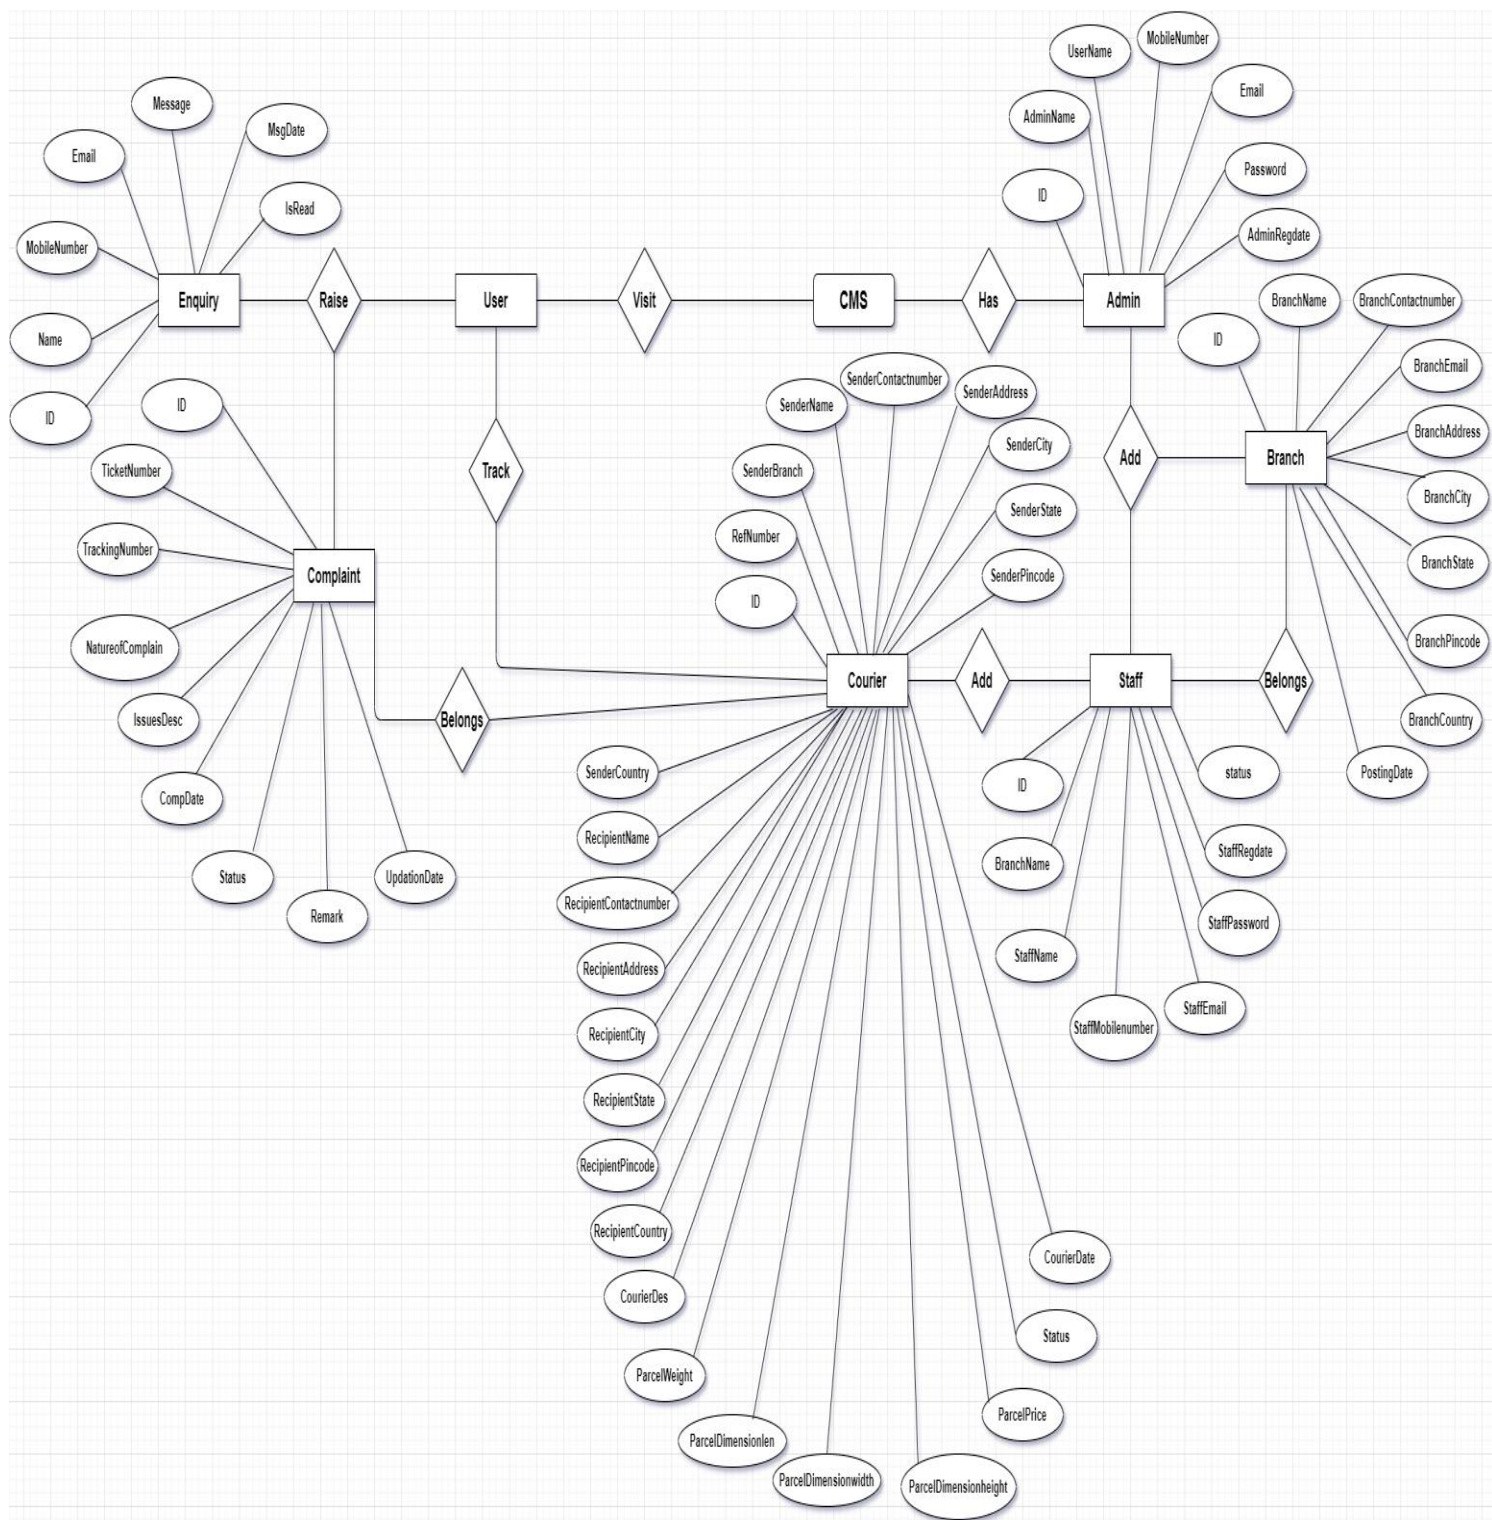 MobileNumber
UserName
Email
Message
AdminName
MsgDate
Email
Password
ID
IsRead
AdminRegdate
MobileNumber
Enquiry
Raise
User
Visit
CMS
Has
Admin
BranchName
BranchContactnumber
Name
ID
BranchEmail
SenderContactnumber
SenderAddress
SenderName
ID
ID
BranchAddress
SenderCity
TicketNumber
Track
SenderBranch
Add
Branch
BranchCity
SenderState
RefNumber
TrackingNumber
BranchState
Complaint
SenderPincode
ID
NatureofComplain
BranchPincode
Courier
Add
Staff
Belongs
IssuesDesc
Belongs
BranchCountry
SenderCountry
ID
status
PostingDate
CompDate
RecipientName
BranchName
StaffRegdate
Status
UpdationDate
RecipientContactnumber
Remark
StaffPassword
RecipientAddress
StaffName
StaffEmail
RecipientCity
StaffMobilenumber
RecipientState
RecipientPincode
RecipientCountry
CourierDate
CourierDes
Status
ParcelWeight
ParcelPrice
ParcelDimensionlen
ParcelDimensionwidth
ParcelDimensionheight